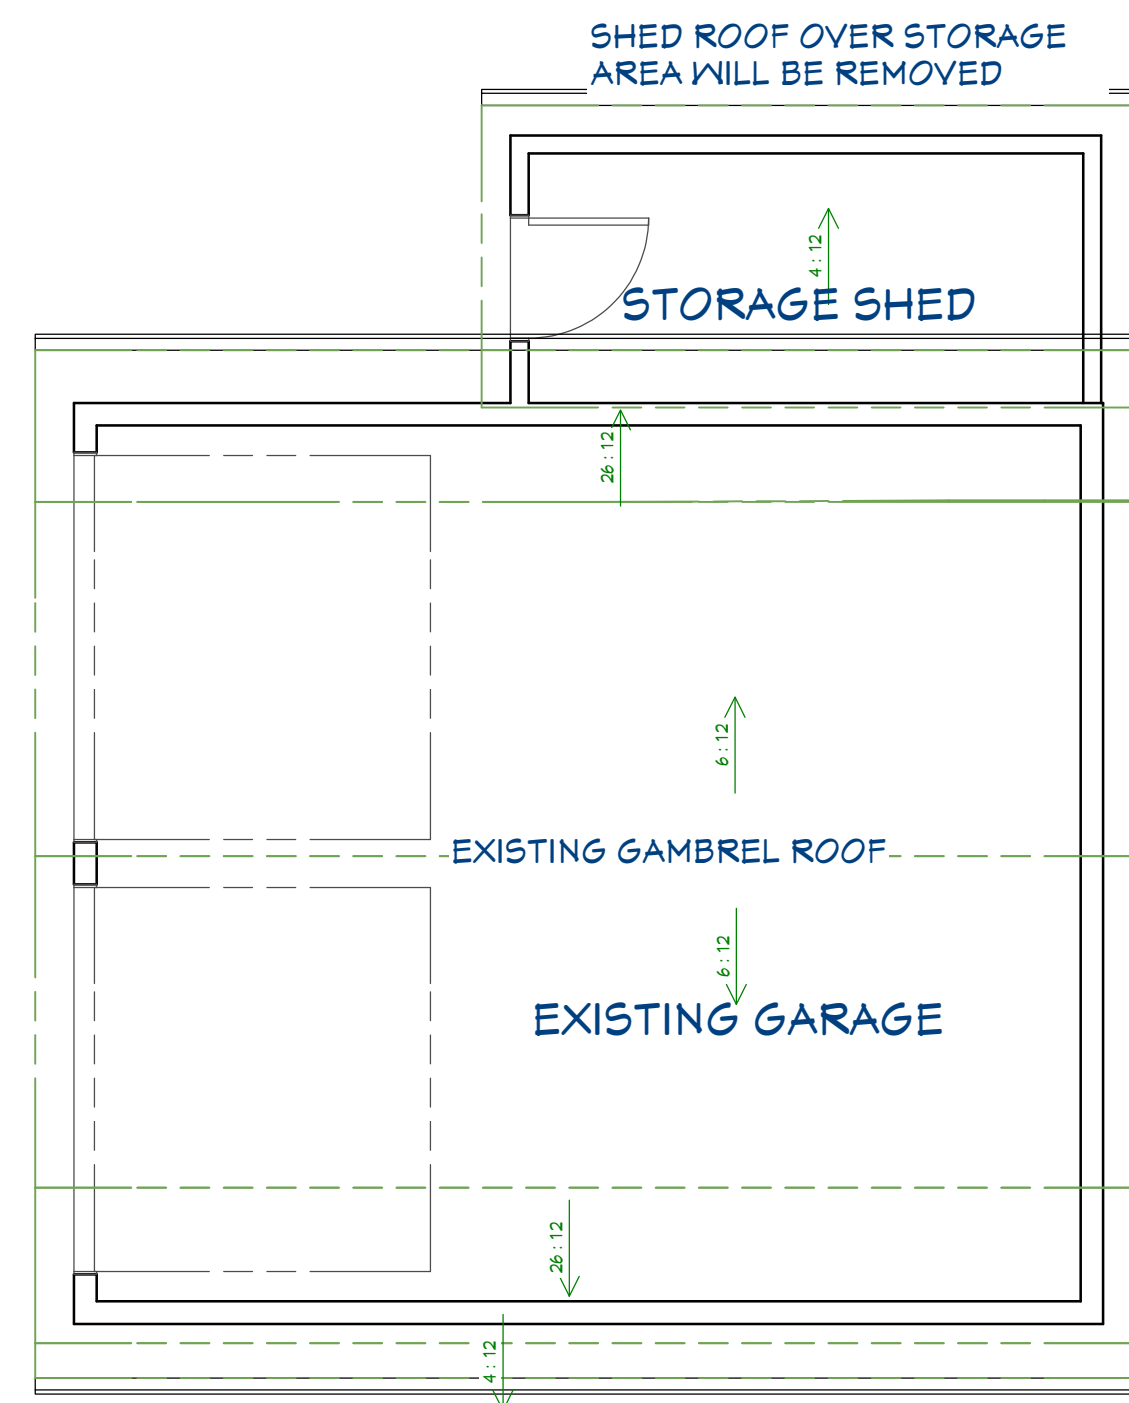 SHED ROOF OVER STORAGE
AREA WILL BE REMOVED
4:12
STORAGE SHED
26:12
6:12
EXISTING GAMBREL ROOF
6:12
EXISTING GARAGE
26:12
4:12